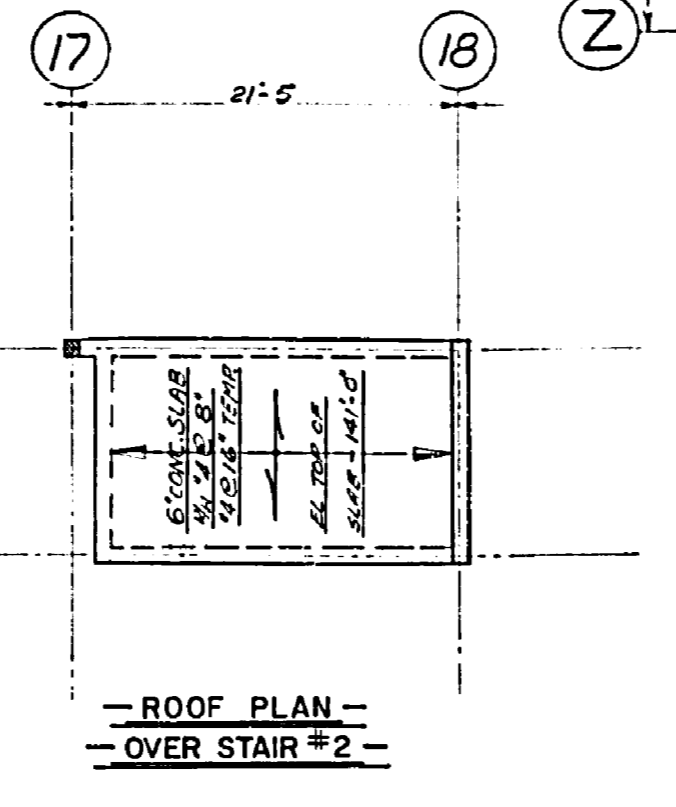 17
18
Z
21'-5
6" CONC. SLAB
W/ #4 @ 8"
#4 @ 16" TEMP.
EL TOP OF
SLAB = 141'-8"
— ROOF PLAN —
— OVER STAIR #2 —